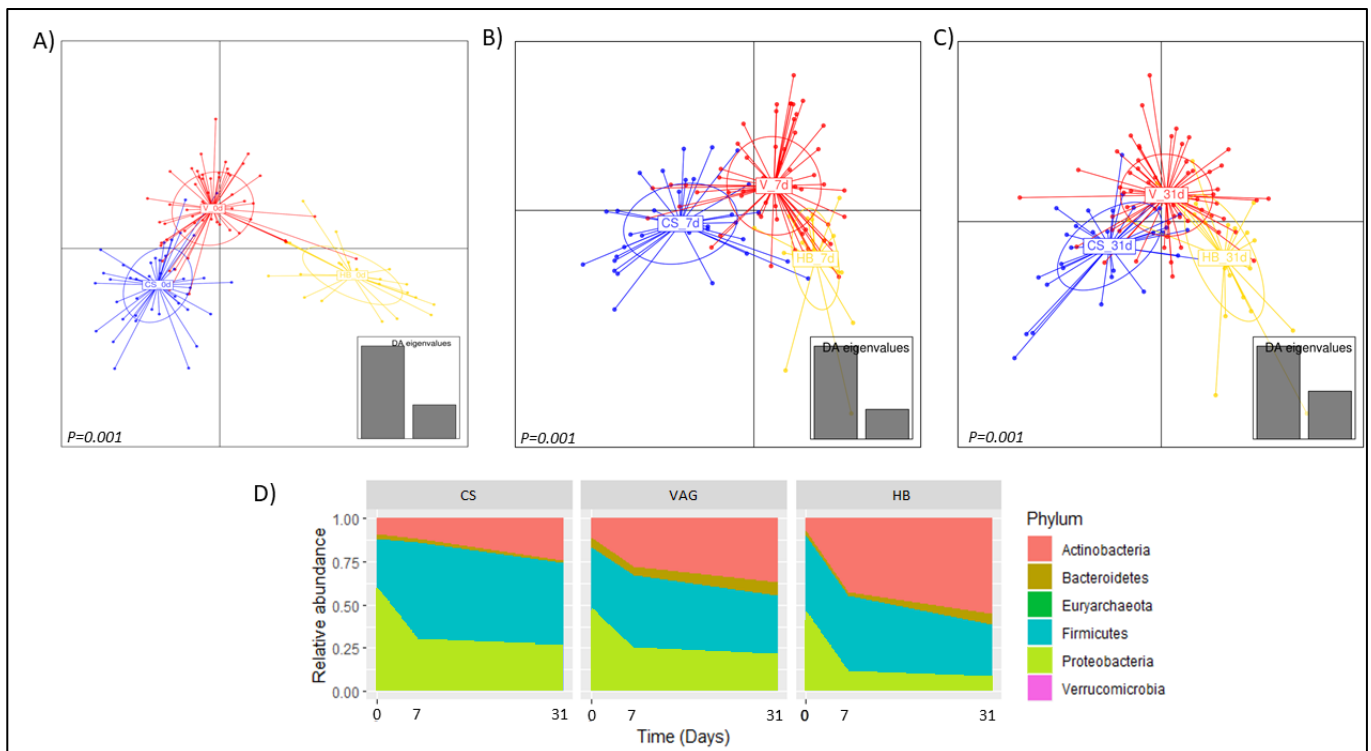 A)
V_0d
CS_0d
HB_0d
DA eigenvalues
P=0.001
B)
V_7d
CS_7d
HB_7d
DA eigenvalues
P=0.001
C)
V_31d
CS_31d
HB_31d
DA eigenvalues
P=0.001
D)
CS
VAG
HB
Relative abundance
1.00
0.75
0.50
0.25
0.00
0 7 31
0 7 31
0 7 31
Time (Days)
Phylum
Actinobacteria
Bacteroidetes
Euryarchaeota
Firmicutes
Proteobacteria
Verrucomicrobia